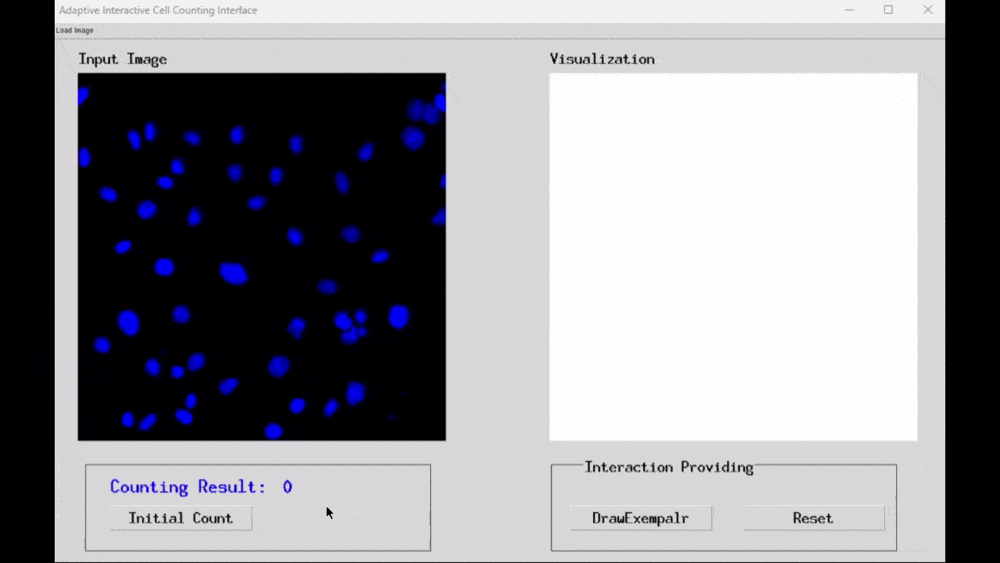 Adaptive Interactive Cell Counting Interface
Load Image
Input Image
Visualization
Counting Result: 0
Initial Count
Interaction Providing
DrawExempalr
Reset